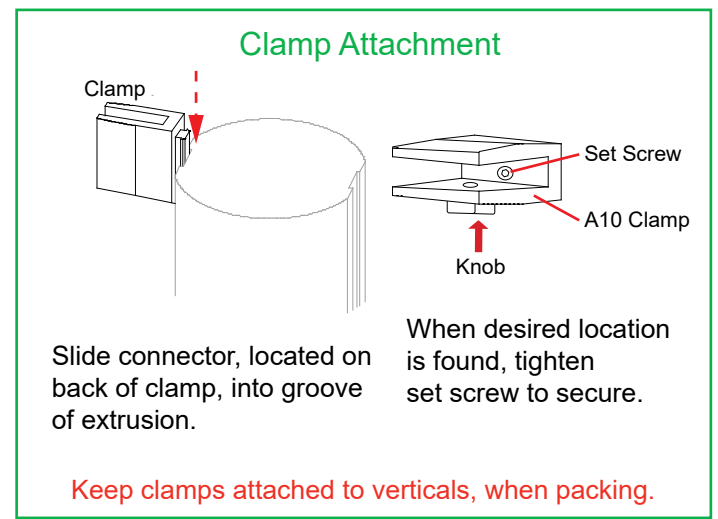 Clamp Attachment
Clamp
Set Screw
A10 Clamp
Knob
Slide connector, located on
back of clamp, into groove
of extrusion.
When desired location
is found, tighten
set screw to secure.
Keep clamps attached to verticals, when packing.